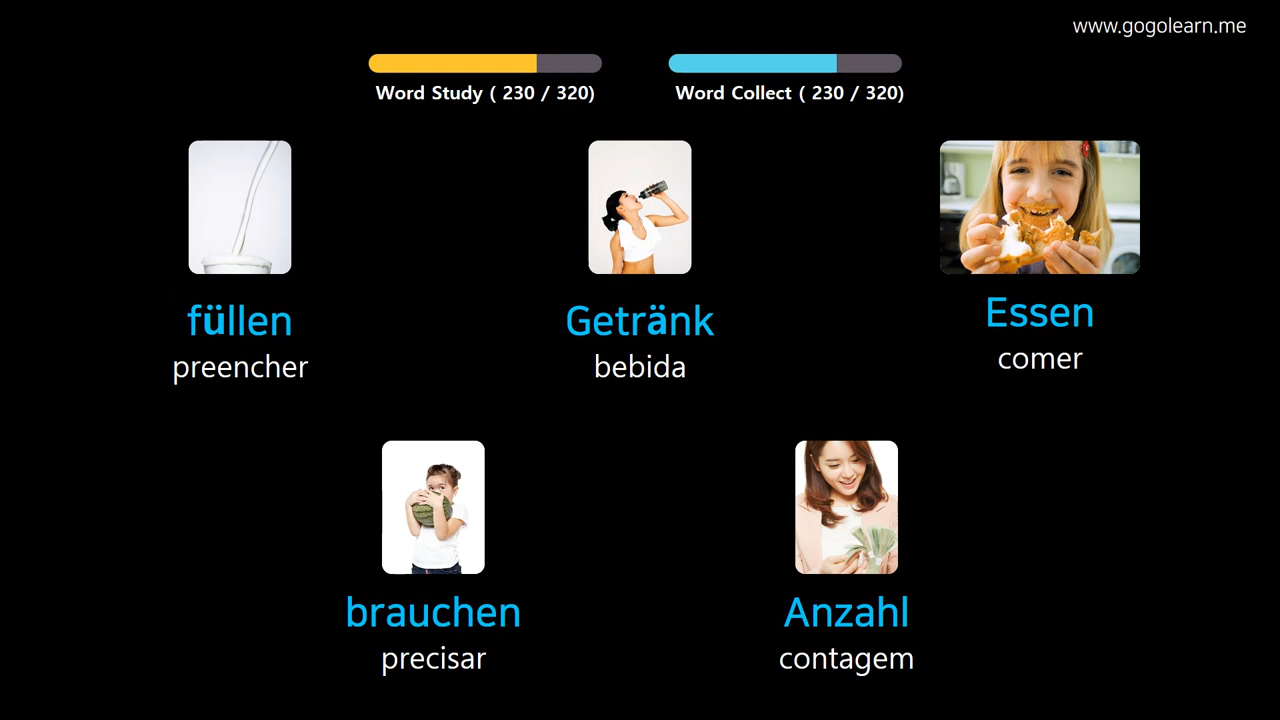 www.gogolearn.me
Word Study ( 230 / 320)
Word Collect ( 230 / 320)
füllen
preencher
Getränk
bebida
Essen
comer
brauchen
precisar
Anzahl
contagem